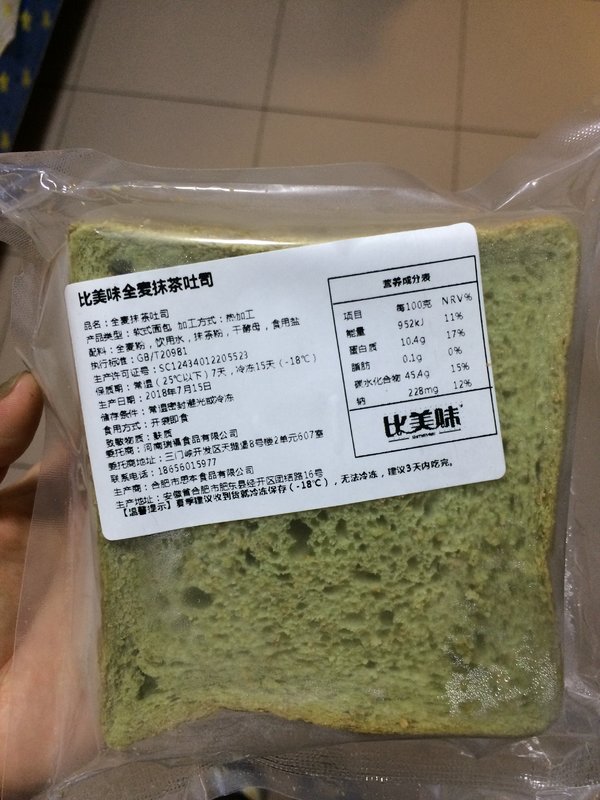 比美味全麦抹茶吐司
品名：全麦抹茶吐司
产品类型：软式面包 加工方式：热加工
配料：全麦粉，饮用水，抹茶粉，干酵母，食用盐
执行标准：GB/T20981
生产许可证号：SC12434012205523
保质期：常温（25℃以下）7天，冷冻15天（-18℃）
生产日期：2018年7月15日
储存条件：常温密封避光或冷冻
食用方式：开袋即食
致敏物质：麸质
委托商：河南瑞福食品有限公司
委托商地址：三门峡开发区天鹅堡8号楼2单元607室
联系电话：18656015977
生产商：合肥市思本食品有限公司
生产地址：安徽省合肥市肥东县经开区团结路16号
【温馨提示】夏季建议收到货就冷冻保存（-18℃），无法冷冻，建议3天内吃完。
营养成分表
项目 每100克 NRV%
能量 952kJ 11%
蛋白质 10.4g 17%
脂肪 0.1g 0%
碳水化合物 45.4g 15%
钠 228mg 12%
比美味